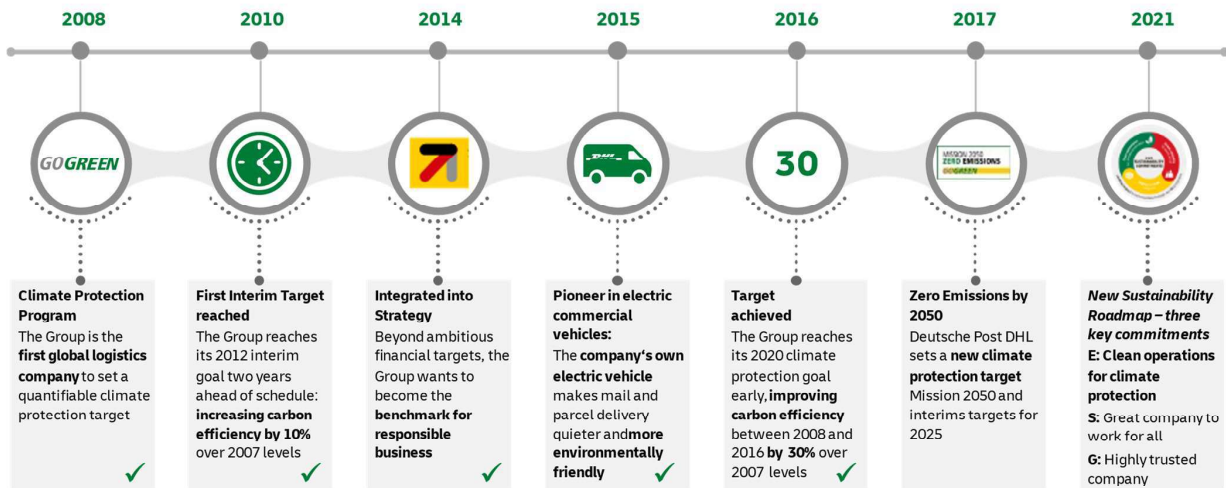 2008
2010
2014
2015
2016
2017
2021
GOGREEN
DHL
30
MISSION 2050
ZERO EMISSIONS
GOGREEN
Climate Protection
Program
The Group is the
first global logistics
company to set a
quantifiable climate
protection target
First Interim Target
reached
The Group reaches
its 2012 interim
goal two years
ahead of schedule:
increasing carbon
efficiency by 10%
over 2007 levels
Integrated into
Strategy
Beyond ambitious
financial targets, the
Group wants to
become the
benchmark for
responsible
business
Pioneer in electric
commercial
vehicles:
The company's own
electric vehicle
makes mail and
parcel delivery
quieter andmore
environmentally
friendly
Target
achieved
The Group reaches
its 2020 climate
protection goal
early, improving
carbon efficiency
between 2008 and
2016 by 30% over
2007 levels
Zero Emissions by
2050
Deutsche Post DHL
sets a new climate
protection target
Mission 2050 and
interims targets for
2025
New Sustainability
Roadmap – three
key commitments
E: Clean operations
for climate
protection
S: Great company to
work for all
G: Highly trusted
company